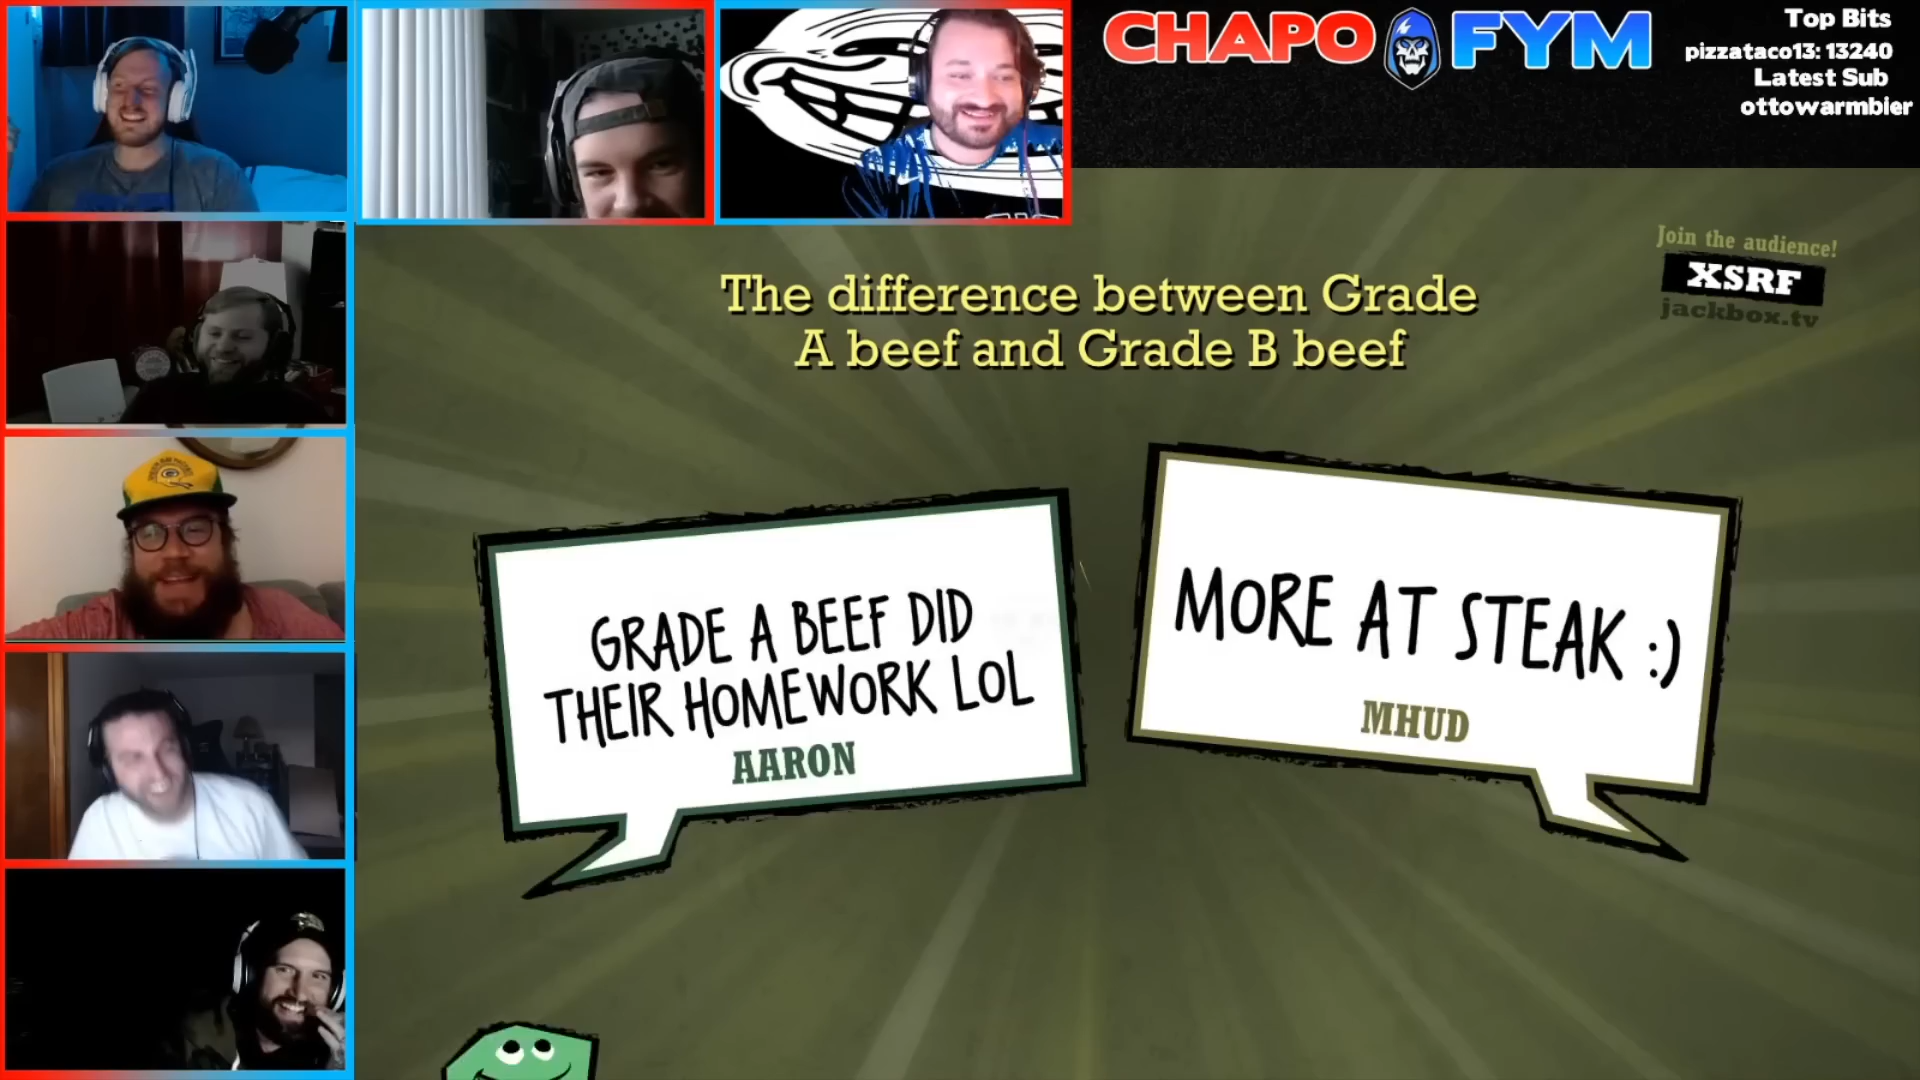 CHAPO FYM
Top Bits
pizzataco13: 13240
Latest Sub
ottowarmbier
Join the audience!
XSRF
jackbox.tv
The difference between Grade
A beef and Grade B beef
GRADE A BEEF DID
THEIR HOMEWORK LOL
AARON
MORE AT STEAK :)
MHUD